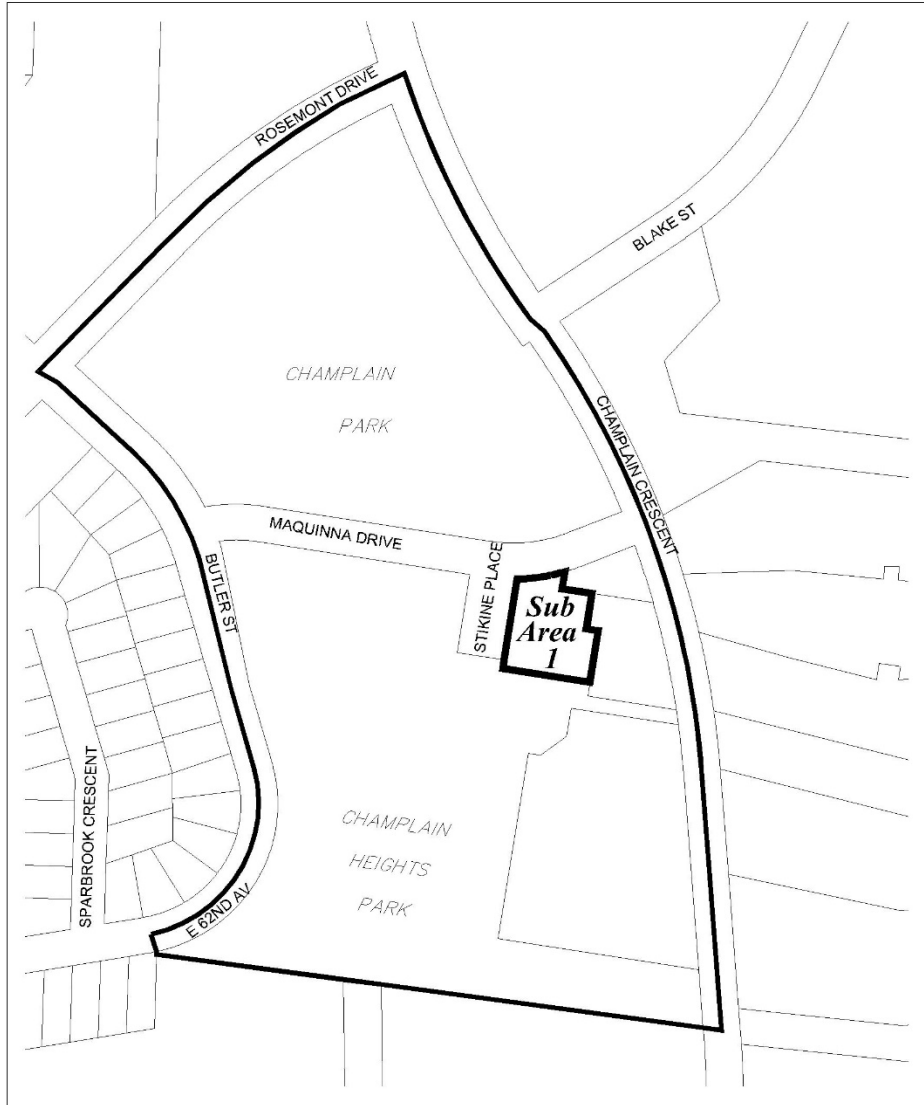 ROSEMONT DRIVE
BLAKE ST
CHAMPLAIN
PARK
CHAMPLAIN CRESCENT
MAQUINNA DRIVE
STIKINE PLACE
BUTLER ST
Sub
Area
1
SPARBROOK CRESCENT
CHAMPLAIN
HEIGHTS
PARK
E 62ND AV